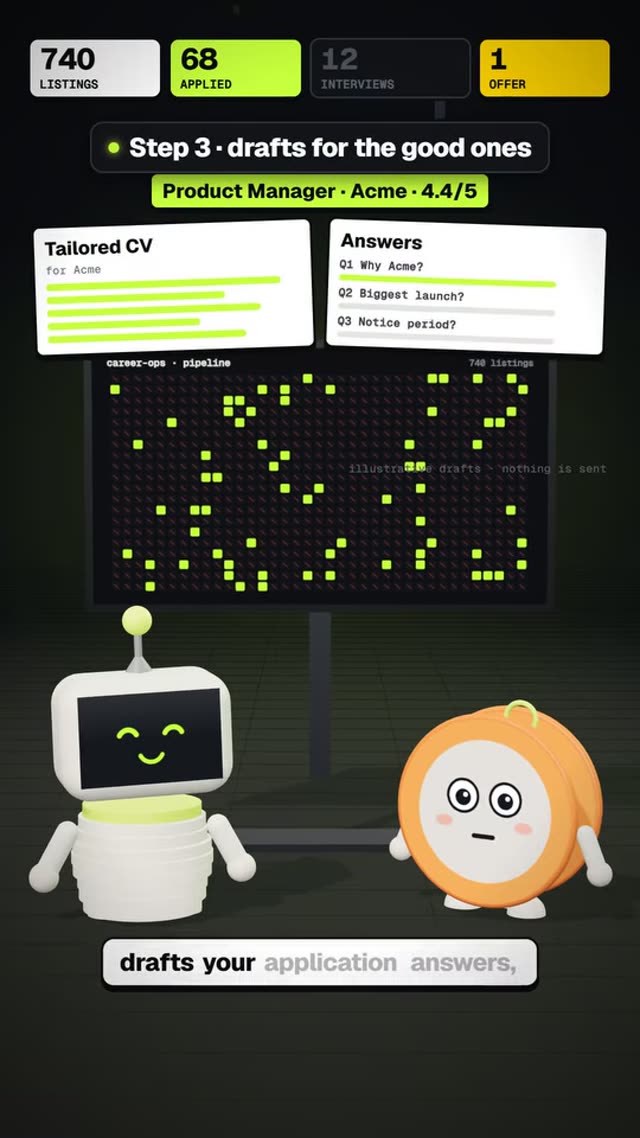 740
LISTINGS
68
APPLIED
12
INTERVIEWS
1
OFFER
Step 3 · drafts for the good ones
Product Manager · Acme · 4.4/5
Tailored CV
for Acme
Answers
Q1 Why Acme?
Q2 Biggest launch?
Q3 Notice period?
career-ops · pipeline
740 listings
illustrative drafts · nothing is sent
drafts your application answers,